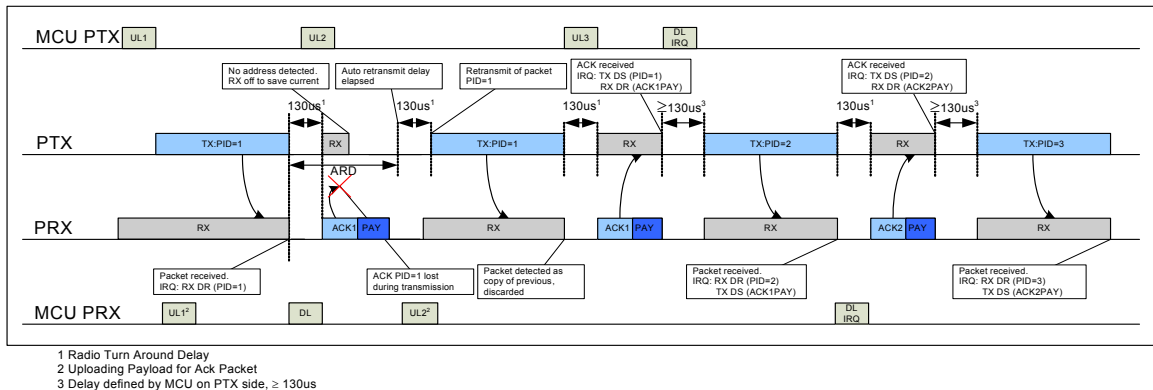 MCU PTX
UL1
UL2
UL3
DL
IRQ
No address detected.
RX off to save current
Auto retransmit delay
elapsed
Retransmit of packet
PID=1
ACK received
IRQ: TX DS (PID=1)
RX DR (ACK1PAY)
ACK received
IRQ: TX DS (PID=2)
RX DR (ACK2PAY)
130us¹
130us¹
130us¹
≥130us³
130us¹
≥130us³
PTX
TX:PID=1
RX
TX:PID=1
RX
TX:PID=2
RX
TX:PID=3
ARD
PRX
RX
ACK1
PAY
RX
ACK1
PAY
RX
ACK2
PAY
RX
Packet received.
IRQ: RX DR (PID=1)
ACK PID=1 lost
during transmission
Packet detected as
copy of previous,
discarded
Packet received.
IRQ: RX DR (PID=2)
TX DS (ACK1PAY)
Packet received.
IRQ: RX DR (PID=3)
TX DS (ACK2PAY)
MCU PRX
UL1²
DL
UL2²
DL
IRQ
1 Radio Turn Around Delay
2 Uploading Payload for Ack Packet
3 Delay defined by MCU on PTX side, ≥ 130us